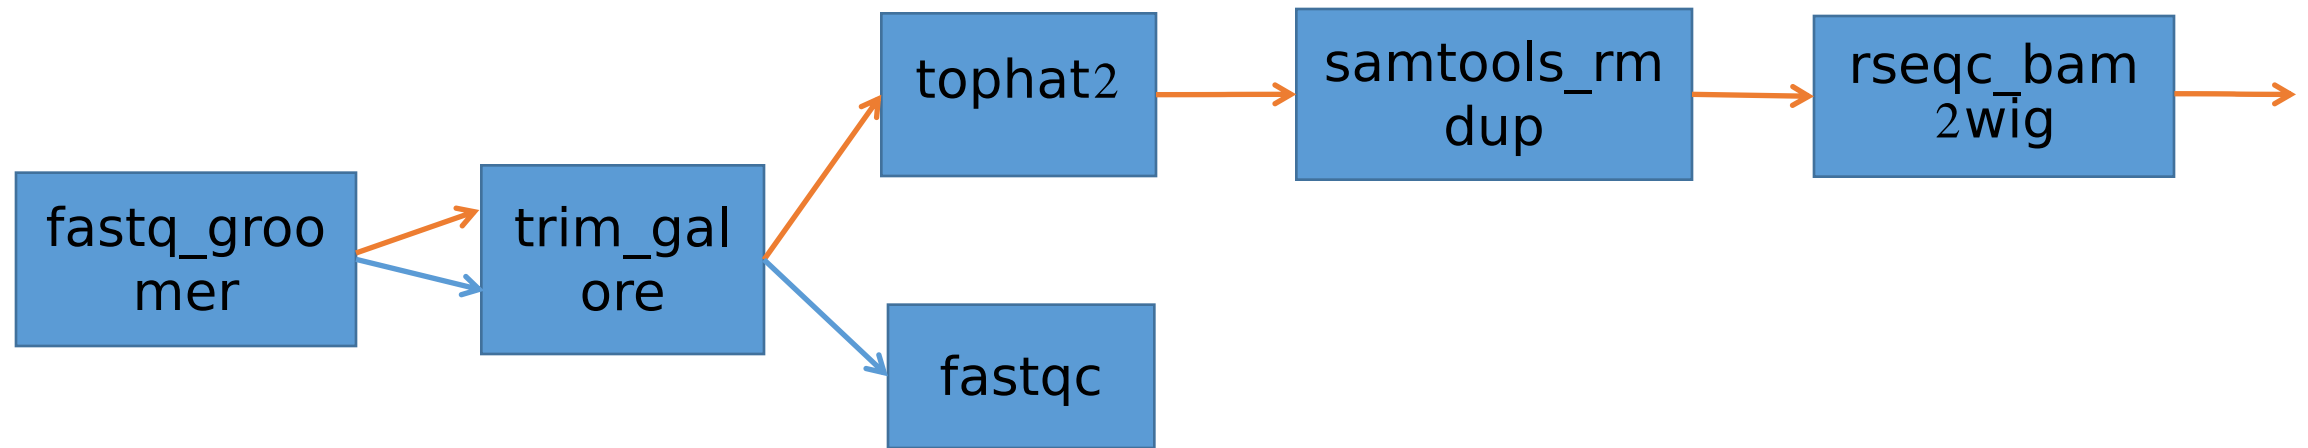 fastq_groo
mer
trim_gal
ore
tophat2
fastqc
samtools_rm
dup
rseqc_bam
2wig